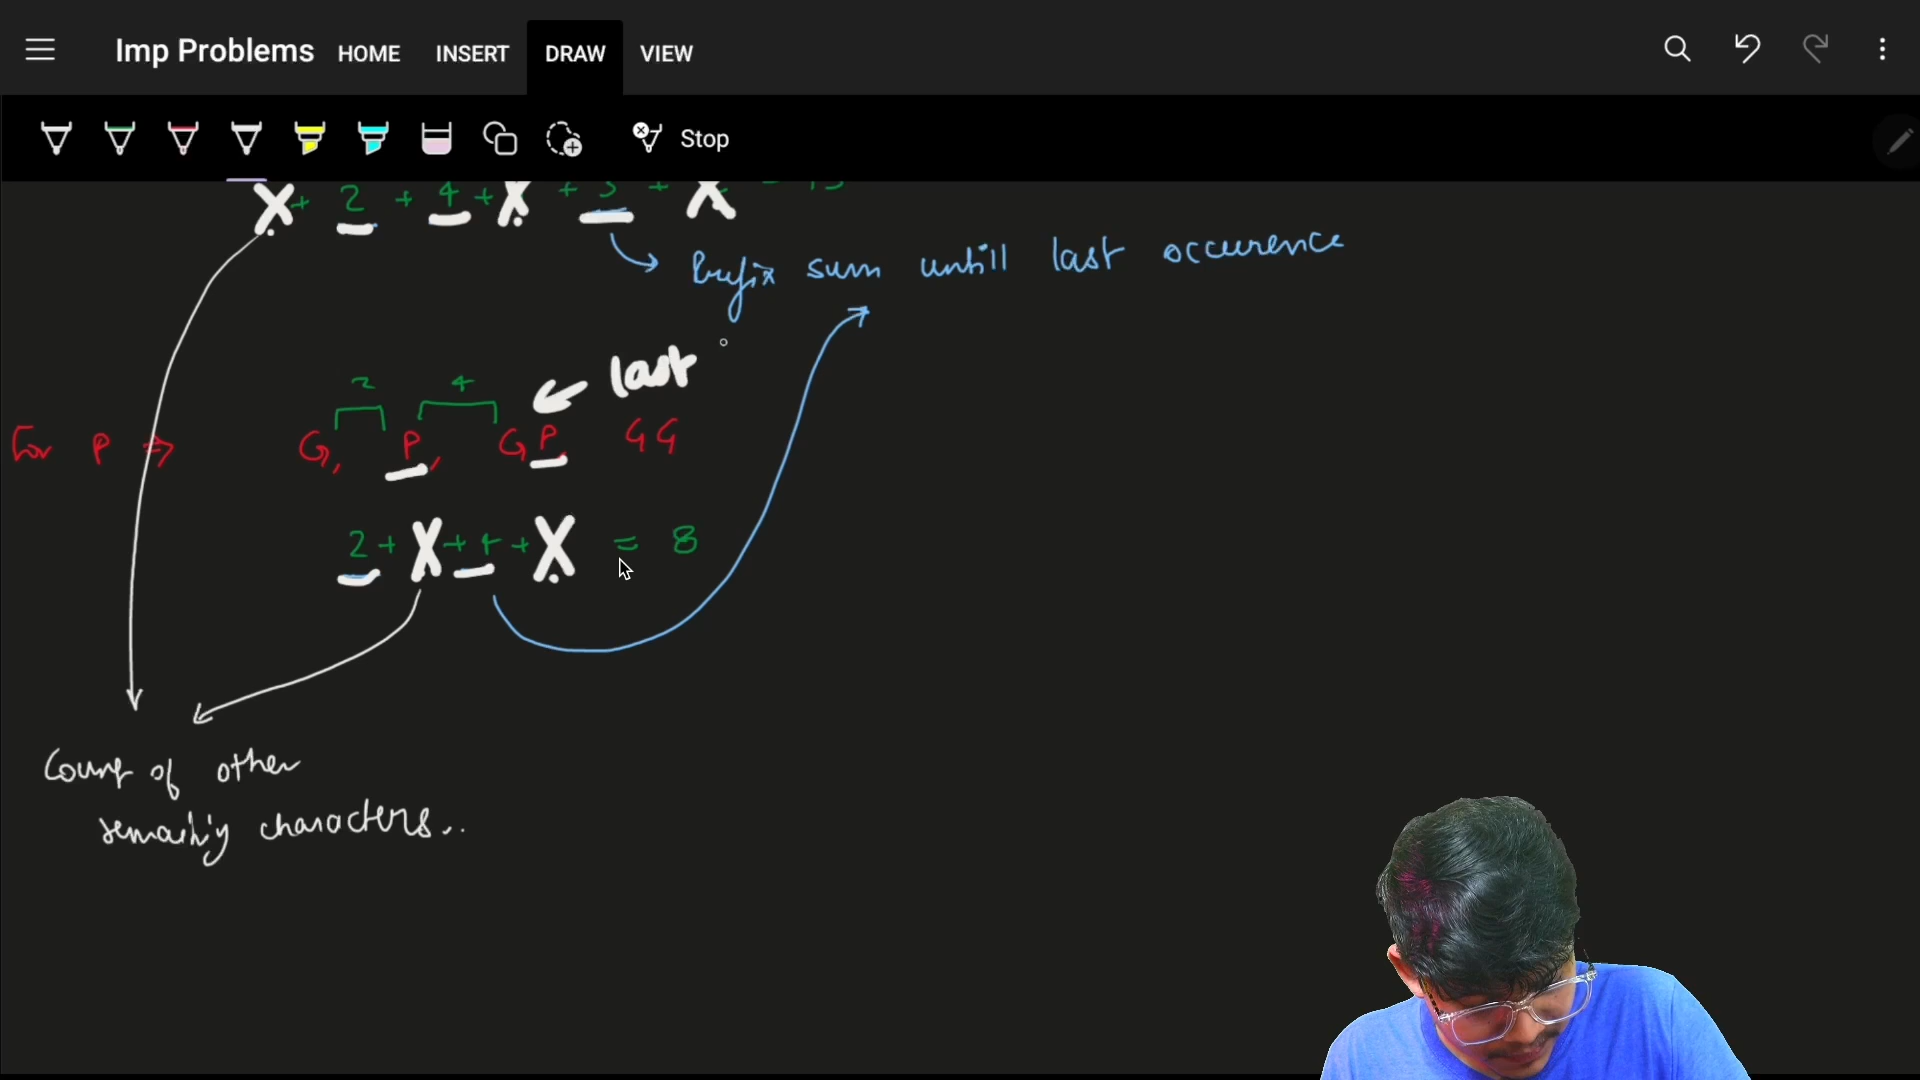 Imp Problems HOME INSERT DRAW VIEW
Stop
X + 2 + 4 + X + 3 + X
Prefix sum untill last occurence
last
2 4
For P ⇒ G, P, G P, G G
2 + X + 4 + X = 8
Count of other
characters..